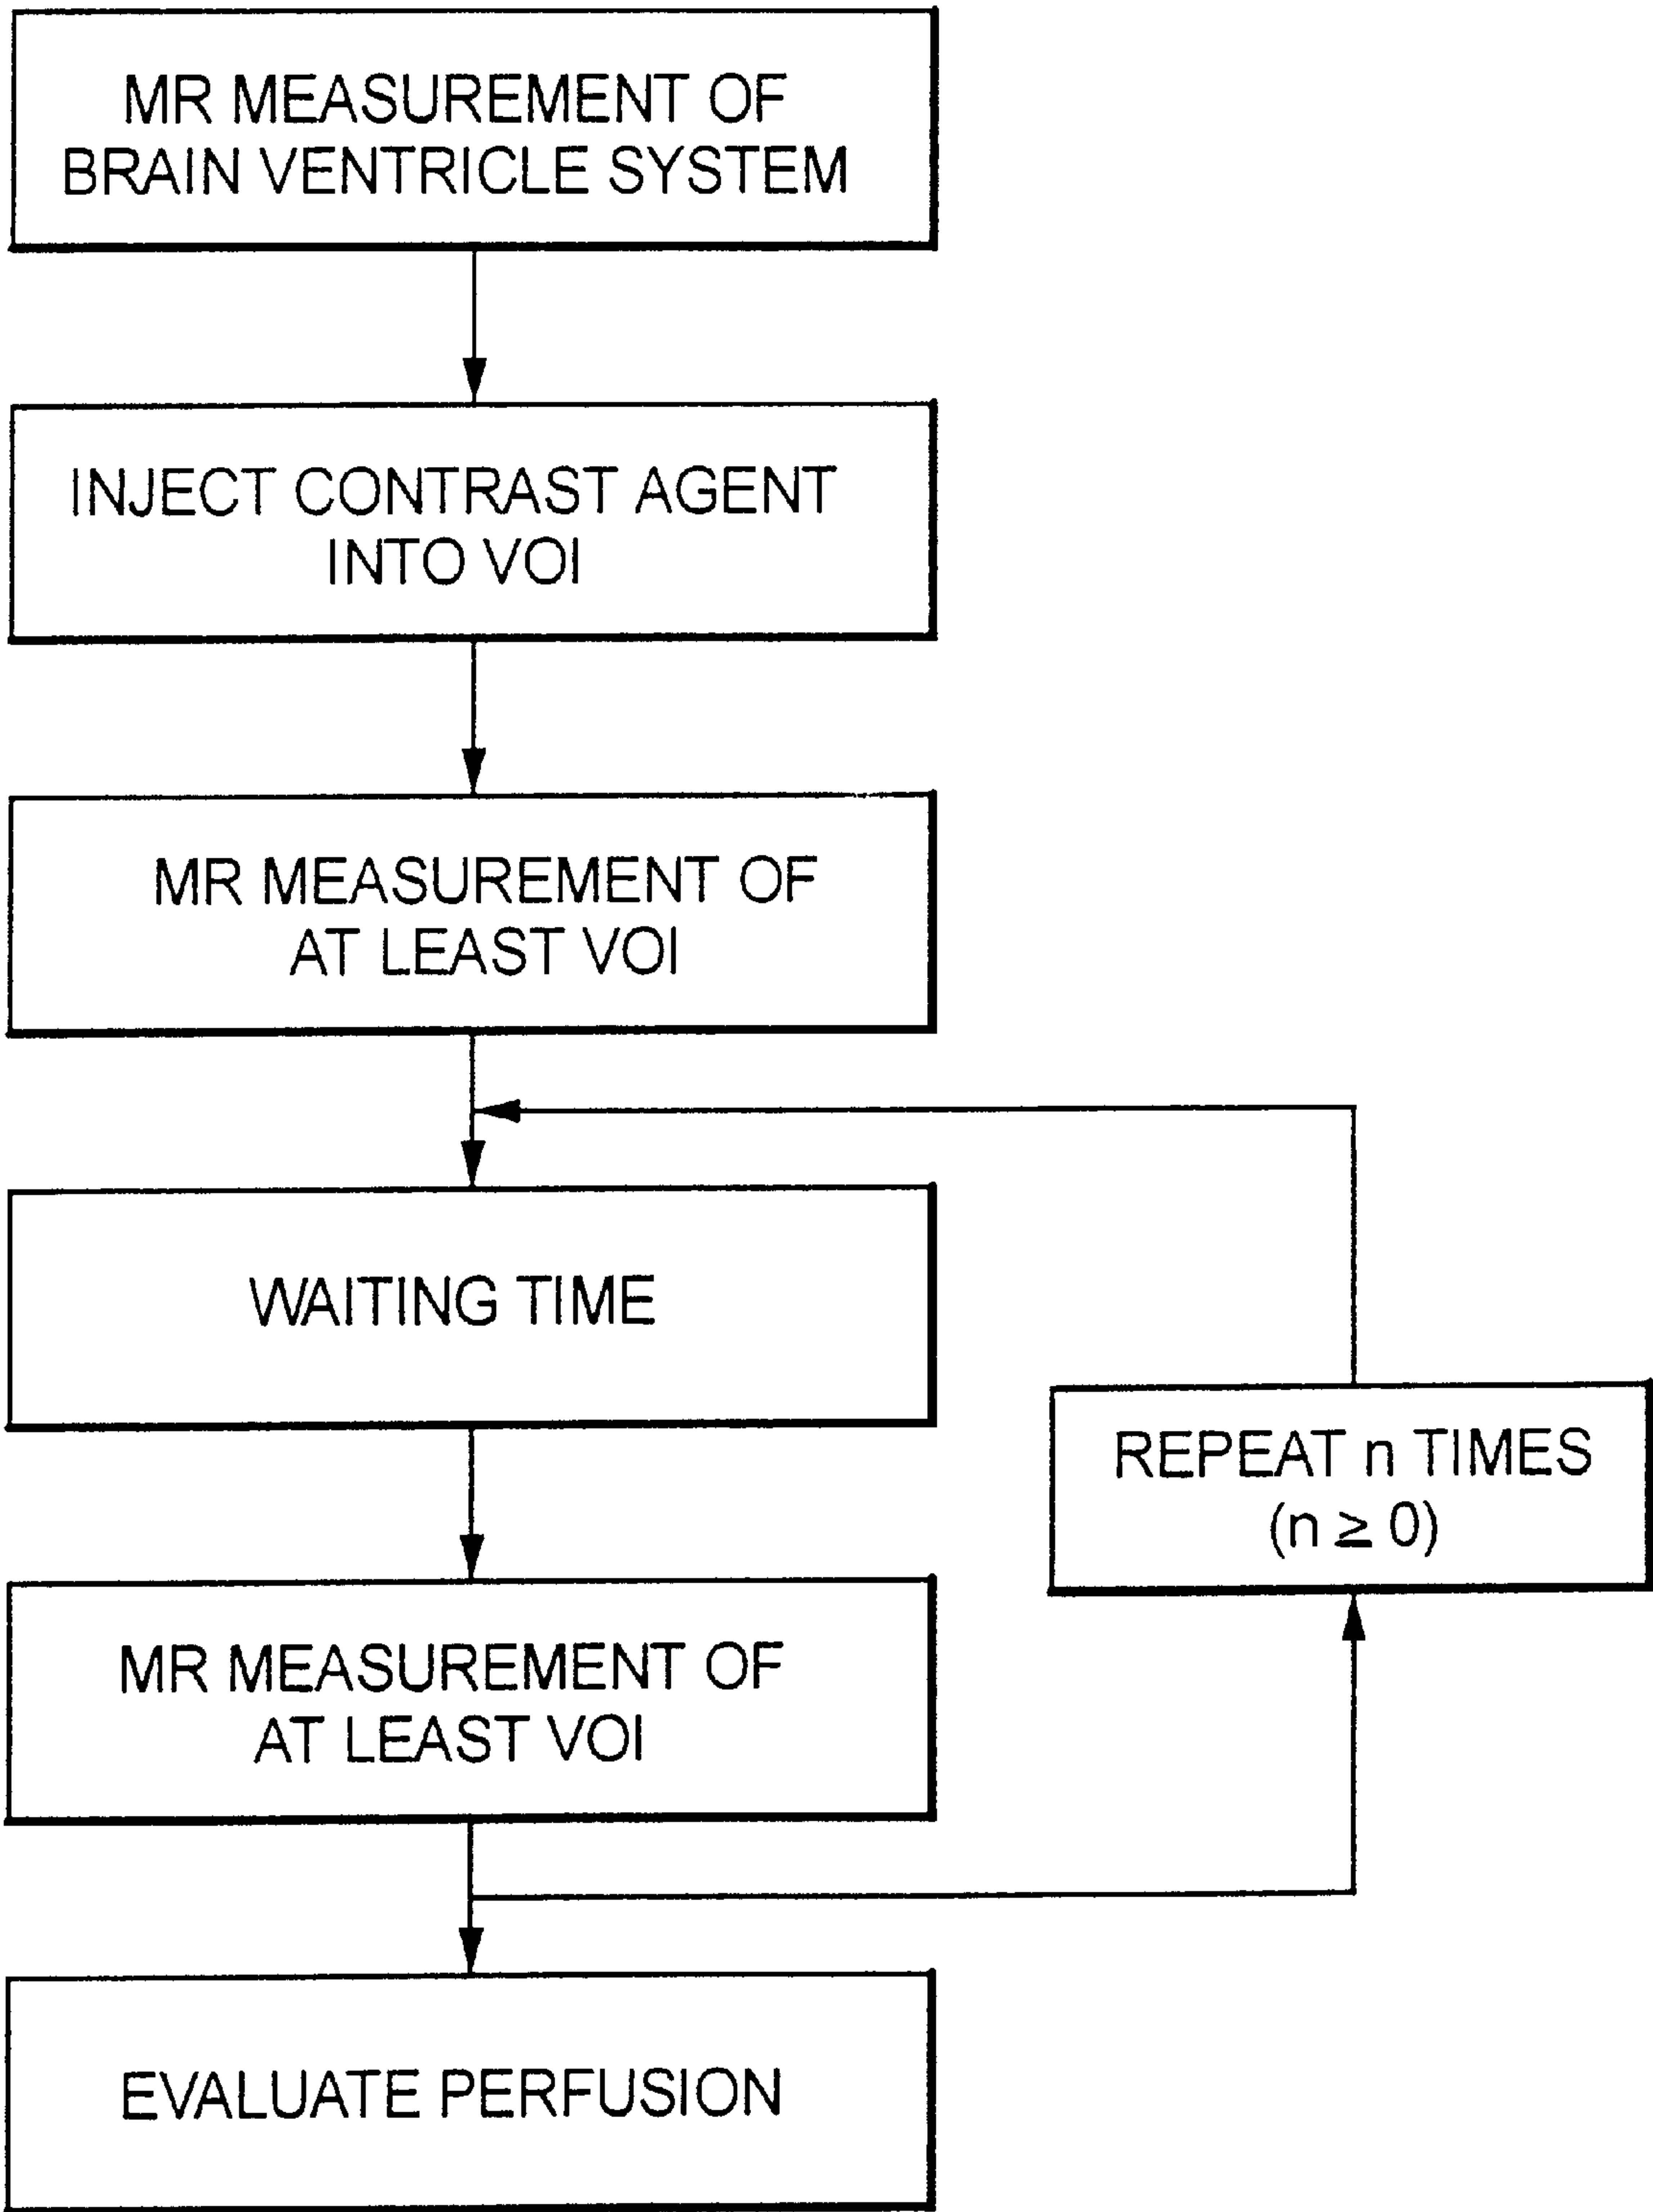 MR MEASUREMENT OF
BRAIN VENTRICLE SYSTEM
INJECT CONTRAST AGENT
INTO VOI
MR MEASUREMENT OF
AT LEAST VOI
WAITING TIME
REPEAT n TIMES
(n ≥ 0)
MR MEASUREMENT OF
AT LEAST VOI
EVALUATE PERFUSION